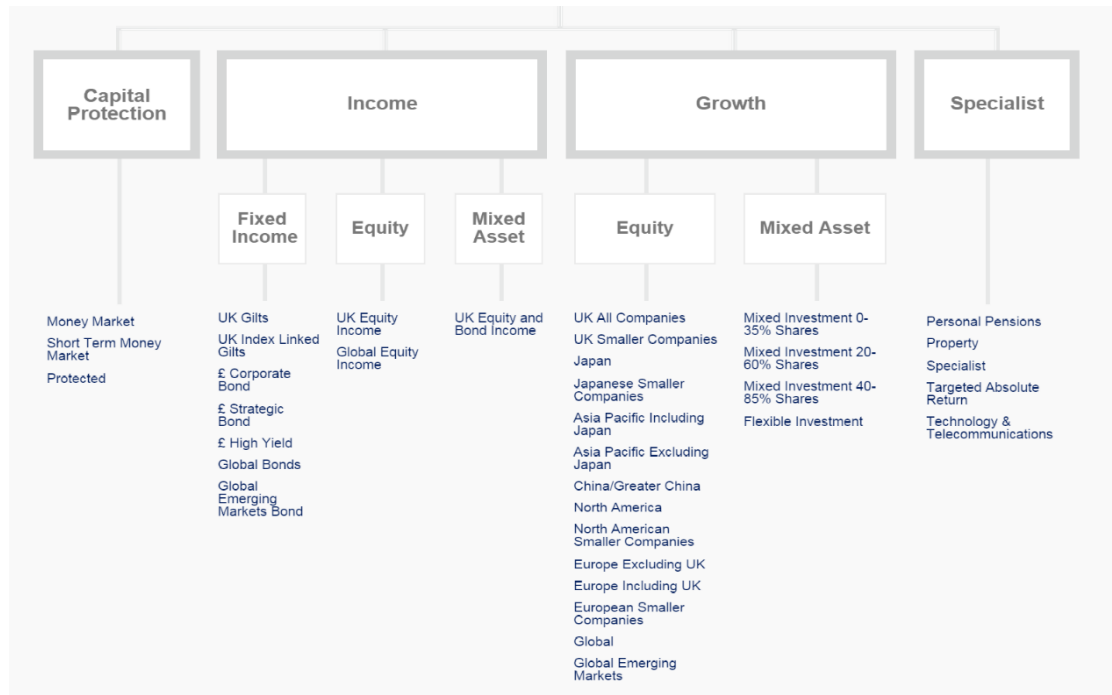 Capital
Protection
Income
Growth
Specialist
Fixed
Income
Equity
Mixed
Asset
Equity
Mixed Asset
Money Market
Short Term Money
Market
Protected
UK Gilts
UK Index Linked
Gilts
£ Corporate
Bond
£ Strategic
Bond
£ High Yield
Global Bonds
Global
Emerging
Markets Bond
UK Equity
Income
Global Equity
Income
UK Equity and
Bond Income
UK All Companies
UK Smaller Companies
Japan
Japanese Smaller
Companies
Asia Pacific Including
Japan
Asia Pacific Excluding
Japan
China/Greater China
North America
North American
Smaller Companies
Europe Excluding UK
Europe Including UK
European Smaller
Companies
Global
Global Emerging
Markets
Mixed Investment 0-
35% Shares
Mixed Investment 20-
60% Shares
Mixed Investment 40-
85% Shares
Flexible Investment
Personal Pensions
Property
Specialist
Targeted Absolute
Return
Technology &
Telecommunications